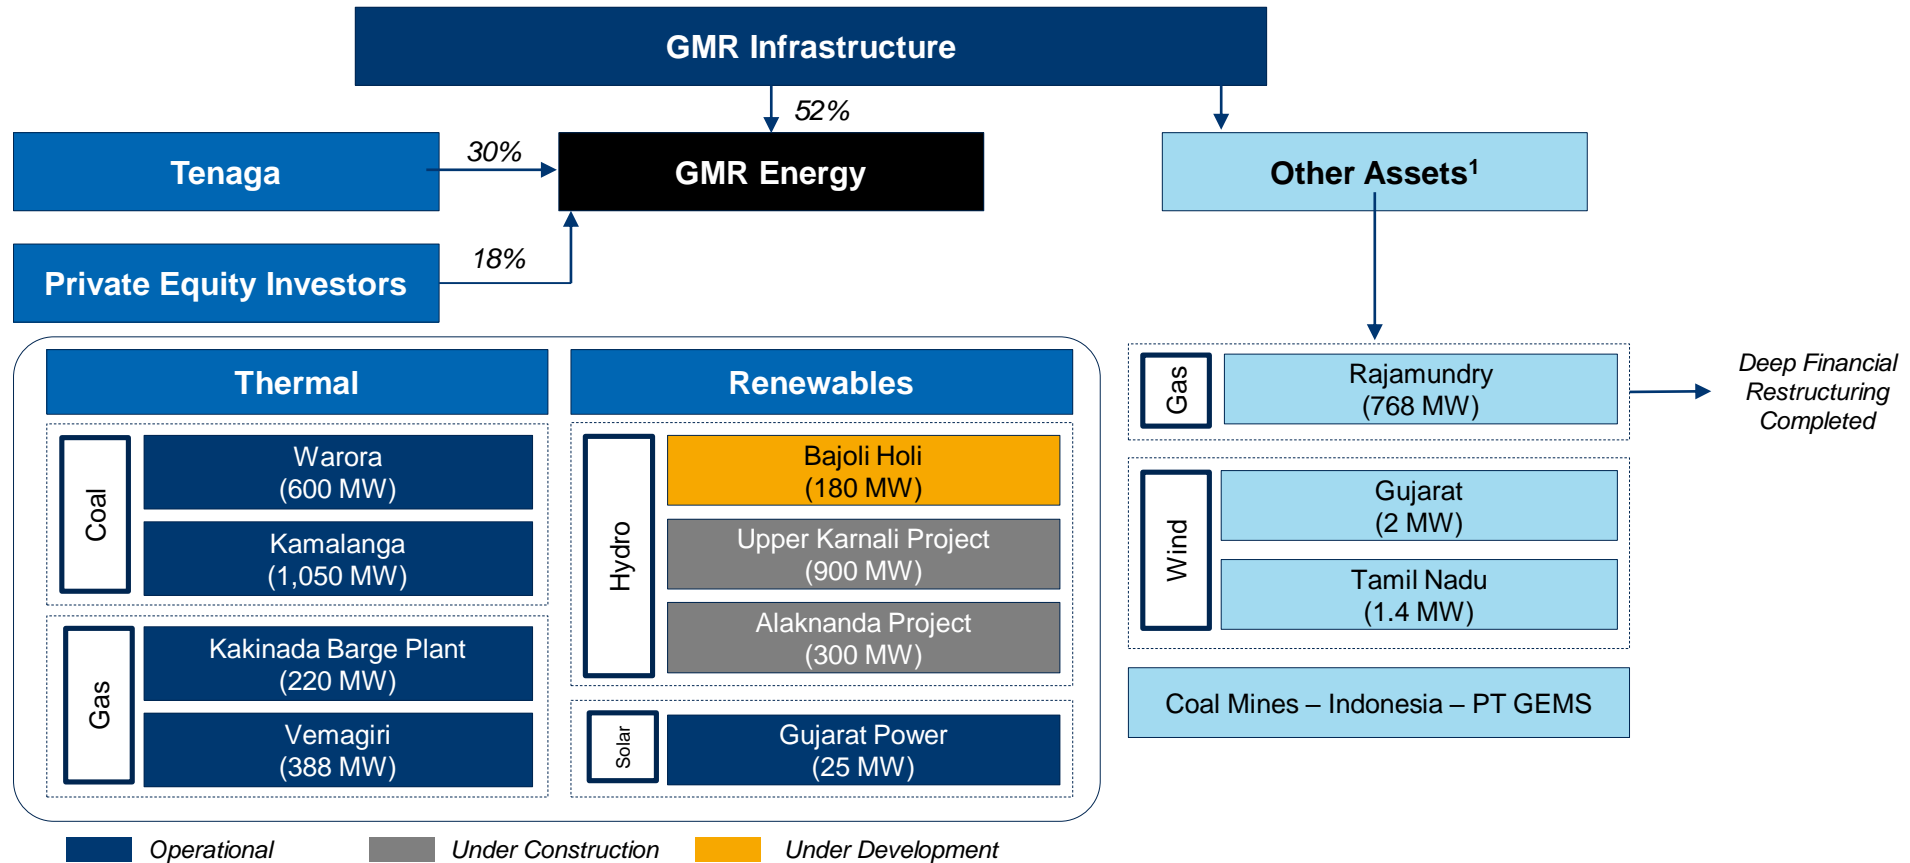 GMR Infrastructure
52%
Tenaga
30%
GMR Energy
Other Assets¹
Private Equity Investors
18%
Thermal
Coal
Warora
(600 MW)
Kamalanga
(1,050 MW)
Gas
Kakinada Barge Plant
(220 MW)
Vemagiri
(388 MW)
Renewables
Hydro
Bajoli Holi
(180 MW)
Upper Karnali Project
(900 MW)
Alaknanda Project
(300 MW)
Solar
Gujarat Power
(25 MW)
Gas
Rajamundry
(768 MW)
Deep Financial
Restructuring
Completed
Wind
Gujarat
(2 MW)
Tamil Nadu
(1.4 MW)
Coal Mines – Indonesia – PT GEMS
Operational
Under Construction
Under Development